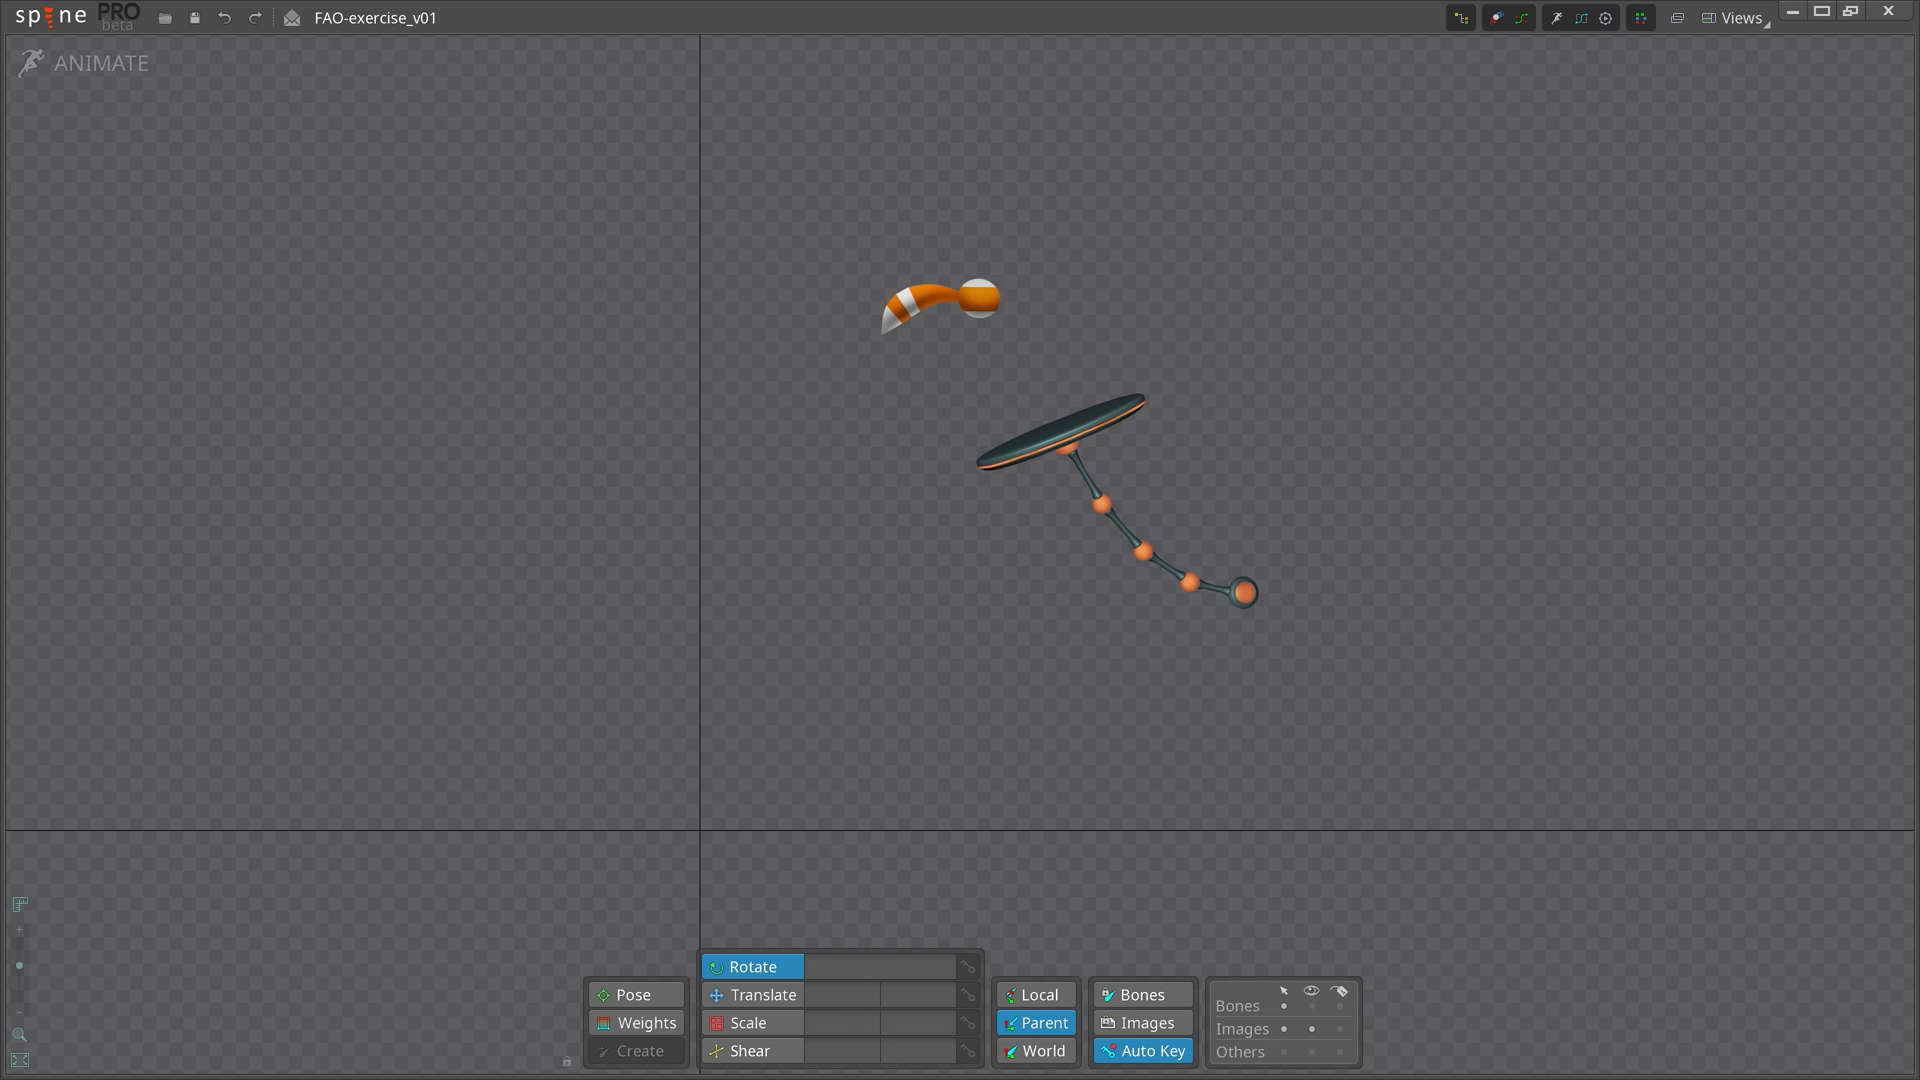 spine PRO
beta
FAO-exercise_v01
Views
ANIMATE
Rotate
Pose
Translate
Local
Bones
Bones
Weights
Scale
Parent
Images
Images
Create
Shear
World
Auto Key
Others